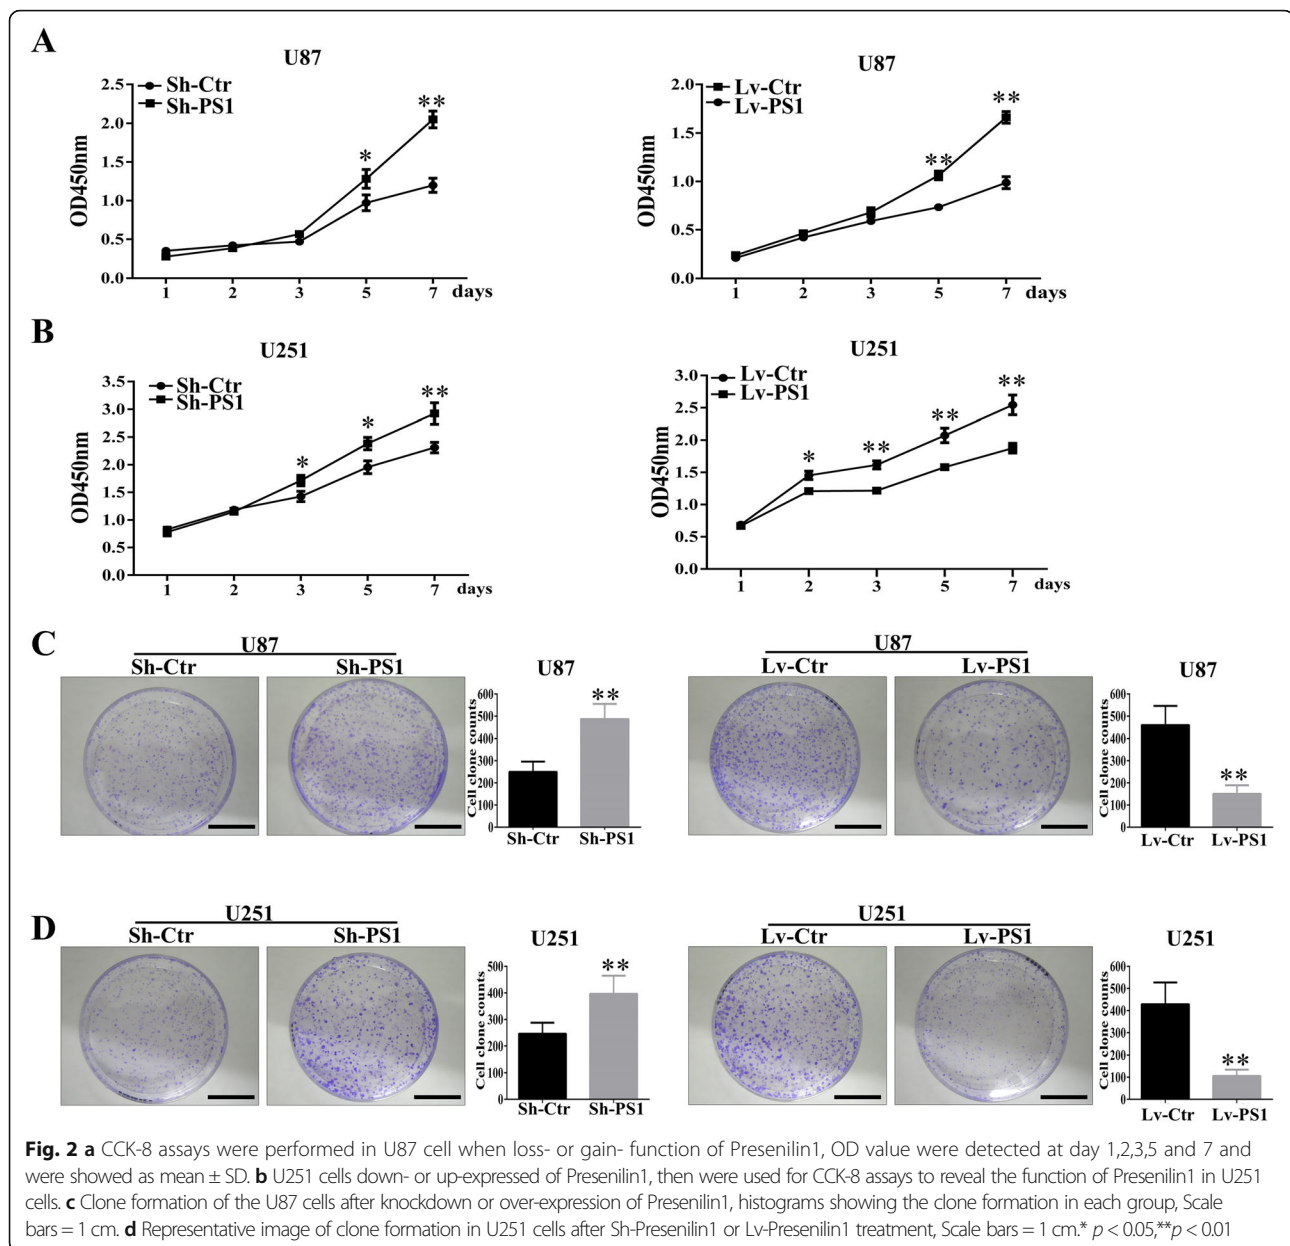 A
U87
Sh-Ctr
Sh-PS1
2.5
2.0
1.5
1.0
0.5
0.0
OD450nm
*
**
1 2 3 5 7 days
U87
Lv-Ctr
Lv-PS1
2.0
1.5
1.0
0.5
0.0
OD450nm
**
**
1 2 3 5 7 days
B
U251
Sh-Ctr
Sh-PS1
3.5
3.0
2.5
2.0
1.5
1.0
0.5
0.0
OD450nm
*
*
**
1 2 3 5 7 days
U251
Lv-Ctr
Lv-PS1
3.0
2.5
2.0
1.5
1.0
0.5
0.0
OD450nm
*
**
**
**
1 2 3 5 7 days
C
U87
Sh-Ctr Sh-PS1
U87
600
500
400
300
200
100
0
Cell clone counts
**
Sh-Ctr Sh-PS1
U87
Lv-Ctr Lv-PS1
U87
600
500
400
300
200
100
0
Cell clone counts
**
Lv-Ctr Lv-PS1
D
U251
Sh-Ctr Sh-PS1
U251
500
400
300
200
100
0
Cell clone counts
**
Sh-Ctr Sh-PS1
U251
Lv-Ctr Lv-PS1
U251
600
500
400
300
200
100
0
Cell clone counts
**
Lv-Ctr Lv-PS1
Fig. 2 a CCK-8 assays were performed in U87 cell when loss- or gain- function of Presenilin1, OD value were detected at day 1,2,3,5 and 7 and
were showed as mean ± SD. b U251 cells down- or up-expressed of Presenilin1, then were used for CCK-8 assays to reveal the function of Presenilin1 in U251
cells. c Clone formation of the U87 cells after knockdown or over-expression of Presenilin1, histograms showing the clone formation in each group, Scale
bars = 1 cm. d Representative image of clone formation in U251 cells after Sh-Presenilin1 or Lv-Presenilin1 treatment, Scale bars = 1 cm.* p < 0.05,**p < 0.01